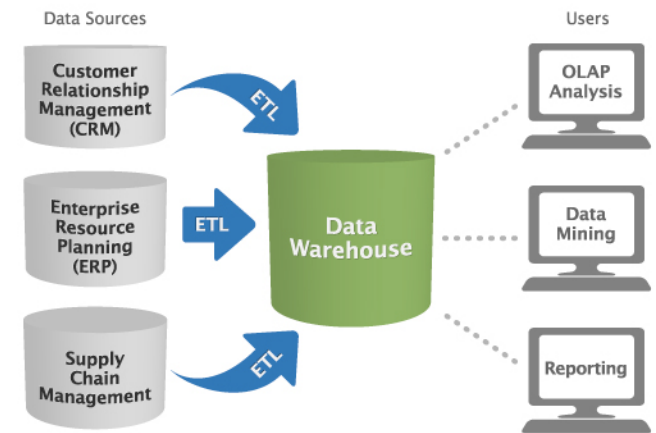 Data Sources
Users
Customer
Relationship
Management
(CRM)
ETL
OLAP
Analysis
Enterprise
Resource
Planning
(ERP)
ETL
Data
Warehouse
Data
Mining
Supply
Chain
Management
ETL
Reporting